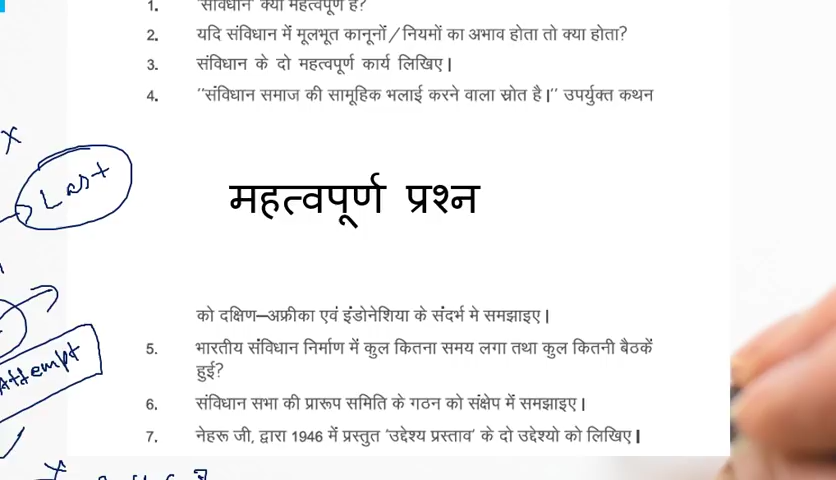 1. 'संविधान' क्यों महत्वपूर्ण है?
2. यदि संविधान में मूलभूत कानूनों/नियमों का अभाव होता तो क्या होता?
3. संविधान के दो महत्वपूर्ण कार्य लिखिए।
4. "संविधान समाज की सामूहिक भलाई करने वाला स्रोत है।" उपर्युक्त कथन
x
Last
महत्वपूर्ण प्रश्न
को दक्षिण–अफ्रीका एवं इंडोनेशिया के संदर्भ मे समझाइए।
5. भारतीय संविधान निर्माण में कुल कितना समय लगा तथा कुल कितनी बैठकें
हुई?
Attempt
6. संविधान सभा की प्रारूप समिति के गठन को संक्षेप में समझाइए।
7. नेहरू जी, द्वारा 1946 में प्रस्तुत 'उद्देश्य प्रस्ताव' के दो उद्देश्यो को लिखिए।
x